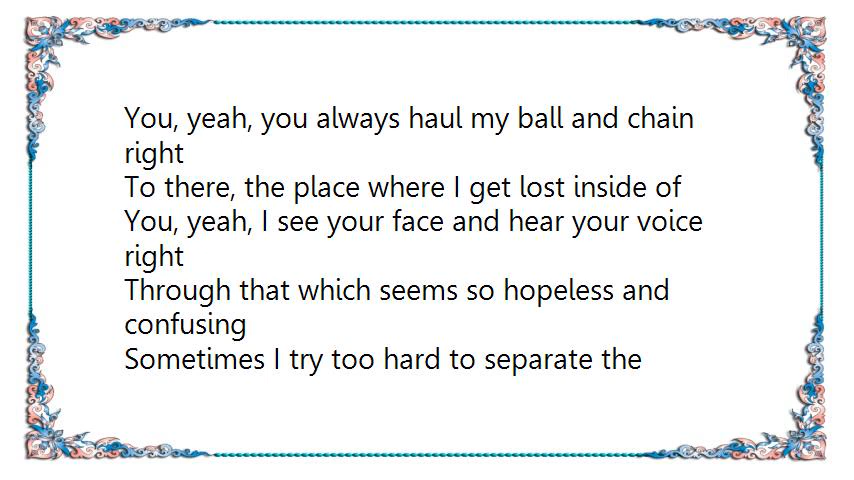 You, yeah, you always haul my ball and chain
right
To there, the place where I get lost inside of
You, yeah, I see your face and hear your voice
right
Through that which seems so hopeless and
confusing
Sometimes I try too hard to separate the